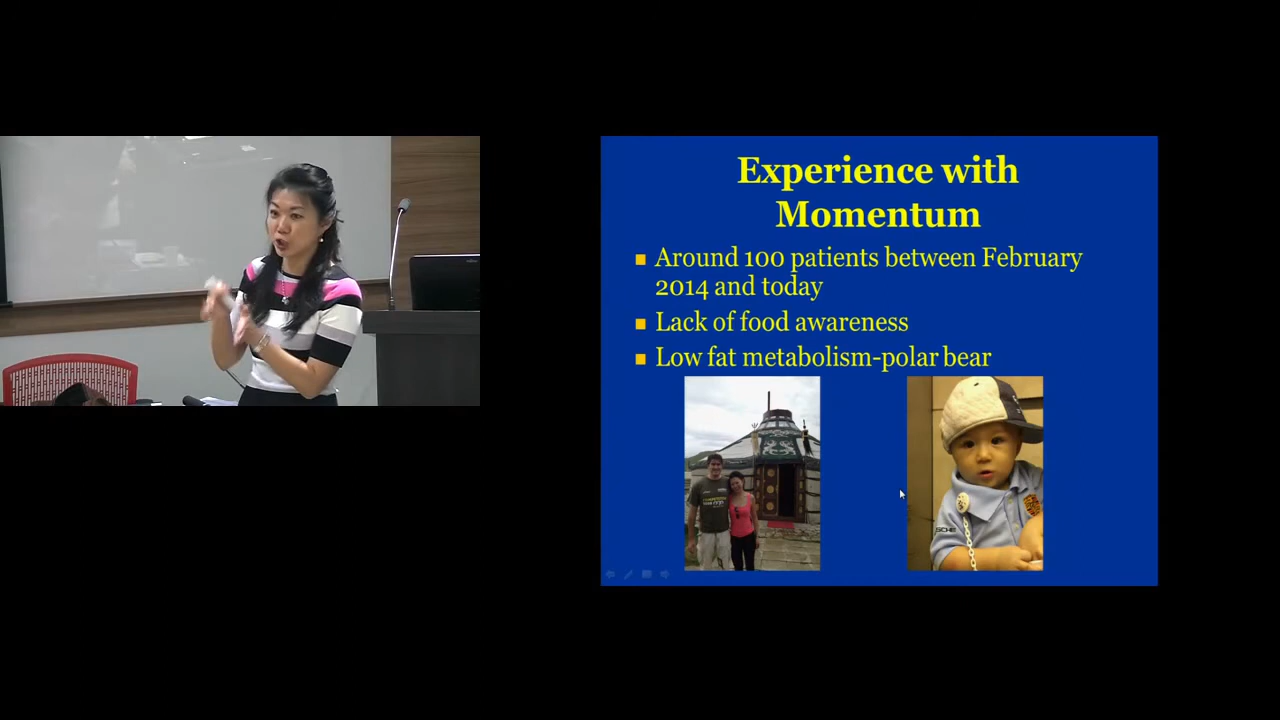 Experience with
Momentum
Around 100 patients between February
2014 and today
Lack of food awareness
Low fat metabolism-polar bear